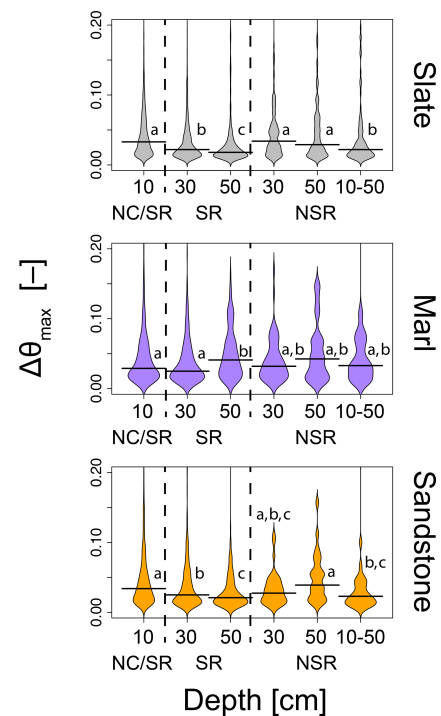 0.20
0.10
0.00
a b c a a b
10 30 50 30 50 10-50
NC/SR SR NSR
Slate
0.20
0.10
0.00
a a b a,b a,b a,b
10 30 50 30 50 10-50
NC/SR SR NSR
Marl
Δθmax [–]
0.20
0.10
0.00
a b c a,b,c a b,c
10 30 50 30 50 10-50
NC/SR SR NSR
Sandstone
Depth [cm]